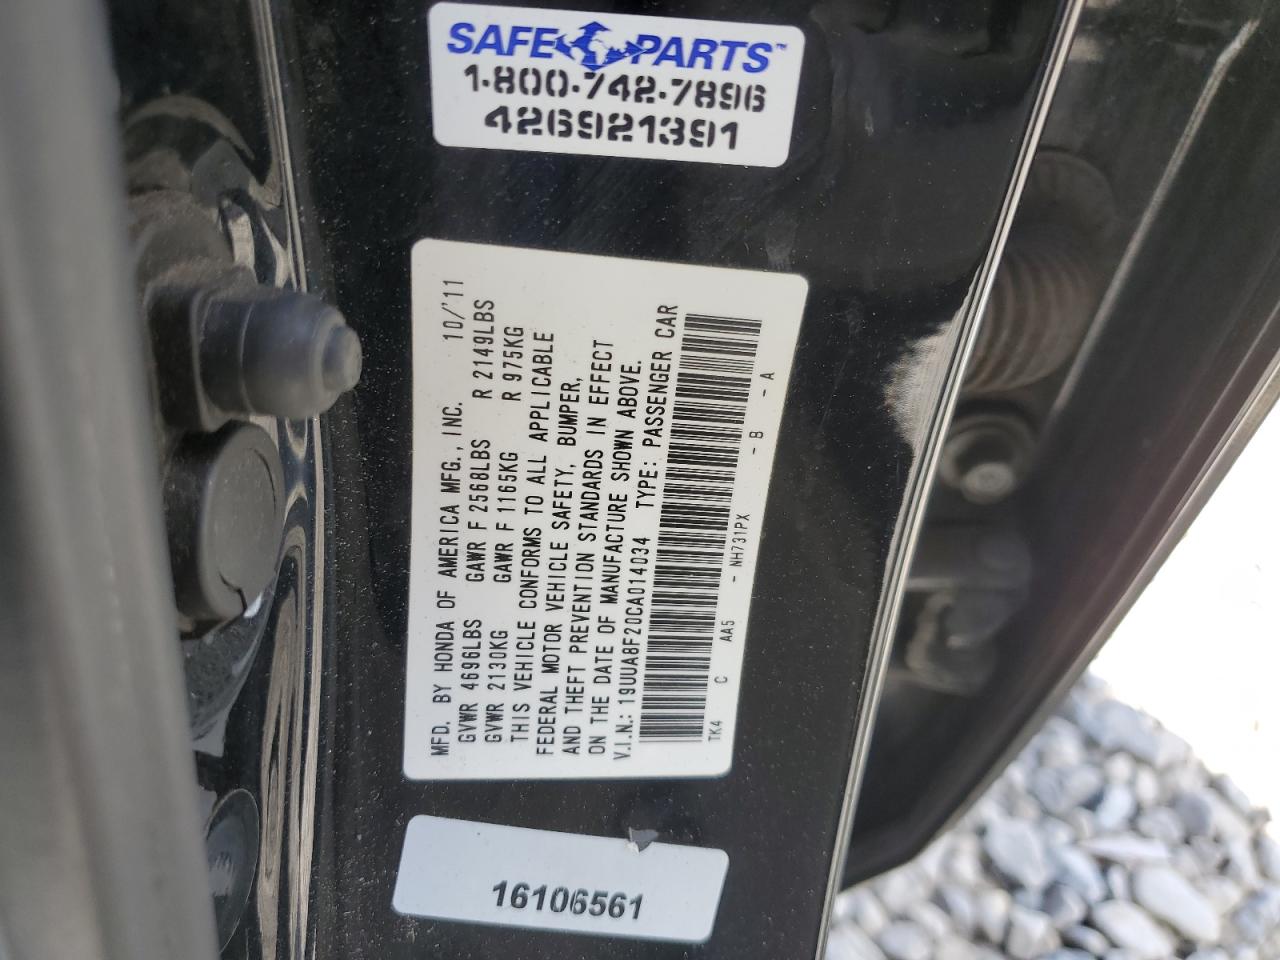 SAFE PARTS™
1-800-742-7896
426921391
MFD. BY HONDA OF AMERICA MFG., INC. 10/'11
GVWR 4696LBS GAWR F 2568LBS R 2149LBS
GVWR 2130KG GAWR F 1165KG R 975KG
THIS VEHICLE CONFORMS TO ALL APPLICABLE
FEDERAL MOTOR VEHICLE SAFETY, BUMPER,
AND THEFT PREVENTION STANDARDS IN EFFECT
ON THE DATE OF MANUFACTURE SHOWN ABOVE.
V.I.N.: 19UUA8F20CA014034 TYPE: PASSENGER CAR
TK4 C AA5 - NH731PX - B - A
16106561